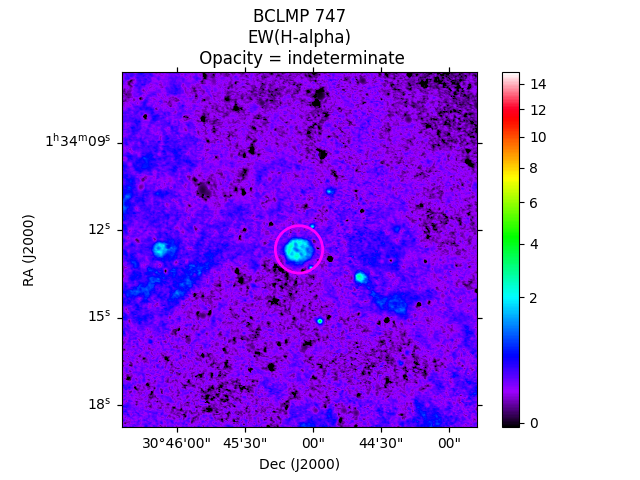 BCLMP 747
EW(H-alpha)
Opacity = indeterminate
1ʰ34ᵐ09ˢ
12ˢ
15ˢ
18ˢ
RA (J2000)
30°46'00" 45'30" 00" 44'30" 00"
Dec (J2000)
14
12
10
8
6
4
2
0